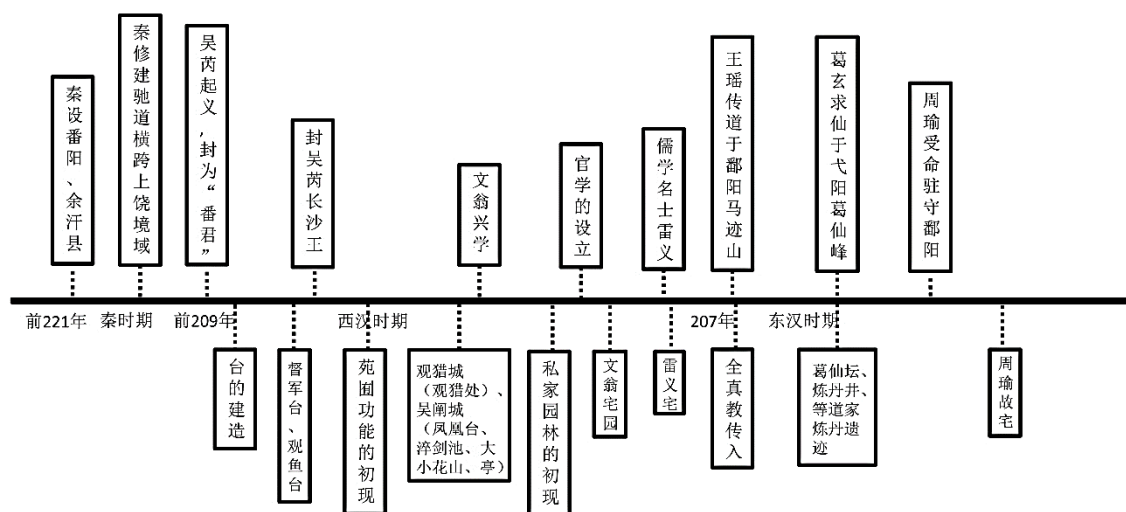 秦设番阳、余汗县
秦修建驰道横跨上饶境域
吴芮起义，封为“番君”
封吴芮长沙王
文翁兴学
官学的设立
儒学名士雷义
王瑶传道于鄱阳马迹山
葛玄求仙于弋阳葛仙峰
周瑜受命驻守鄱阳
前221年
秦时期
前209年
西汉时期
207年
东汉时期
台的建造
督军台、观鱼台
苑囿功能的初现
观猎城
（观猎处）、
吴阐城
（凤凰台、
淬剑池、大
小花山、亭）
私家园林的初现
文翁宅园
雷义宅
全真教传入
葛仙坛、
炼丹井、
等道家
炼丹遗
迹
周瑜故宅